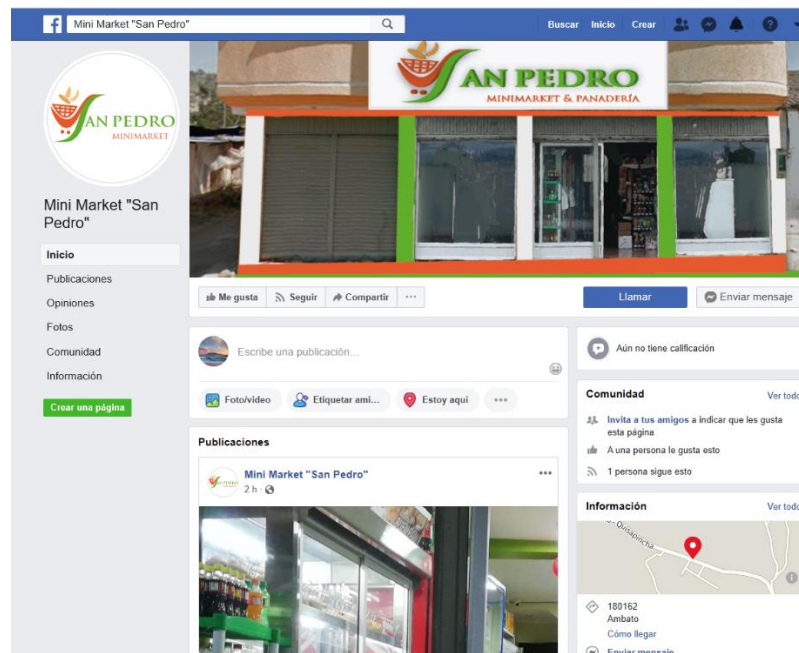 Mini Market "San Pedro"
Buscar Inicio Crear
AN PEDRO
MINIMARKET & PANADERÍA
AN PEDRO
MINIMARKET
Mini Market "San
Pedro"
Inicio
Publicaciones
Opiniones
Fotos
Comunidad
Información
Crear una página
Me gusta Seguir Compartir ...
Llamar Enviar mensaje
Escribe una publicación...
Foto/video Etiquetar ami... Estoy aquí ...
Publicaciones
Mini Market "San Pedro"
2 h
Aún no tiene calificación
Comunidad Ver todo
Invita a tus amigos a indicar que les gusta
esta página
A una persona le gusta esto
1 persona sigue esto
Información Ver todo
Quisapincha
180162
Ambato
Cómo llegar
Enviar mensaje